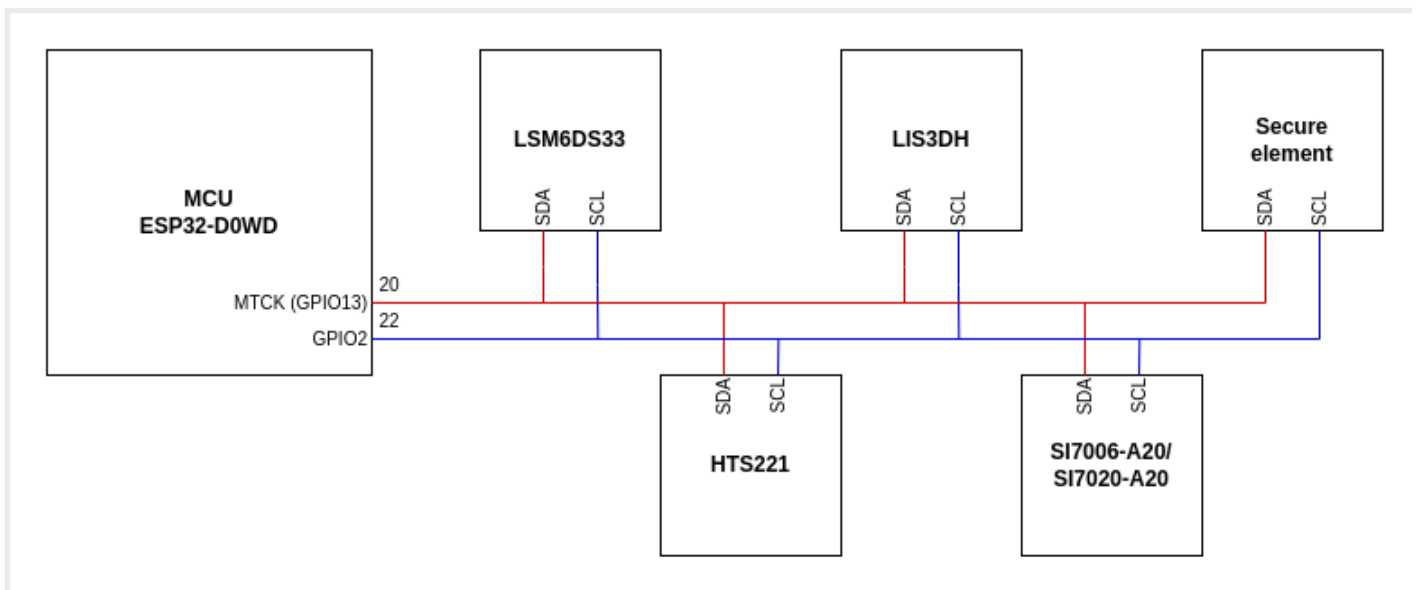 MCU
ESP32-D0WD
MTCK (GPIO13)
20
GPIO2
22
LSM6DS33
SDA
SCL
LIS3DH
SDA
SCL
Secure
element
SDA
SCL
SDA
SCL
HTS221
SDA
SCL
SI7006-A20/
SI7020-A20